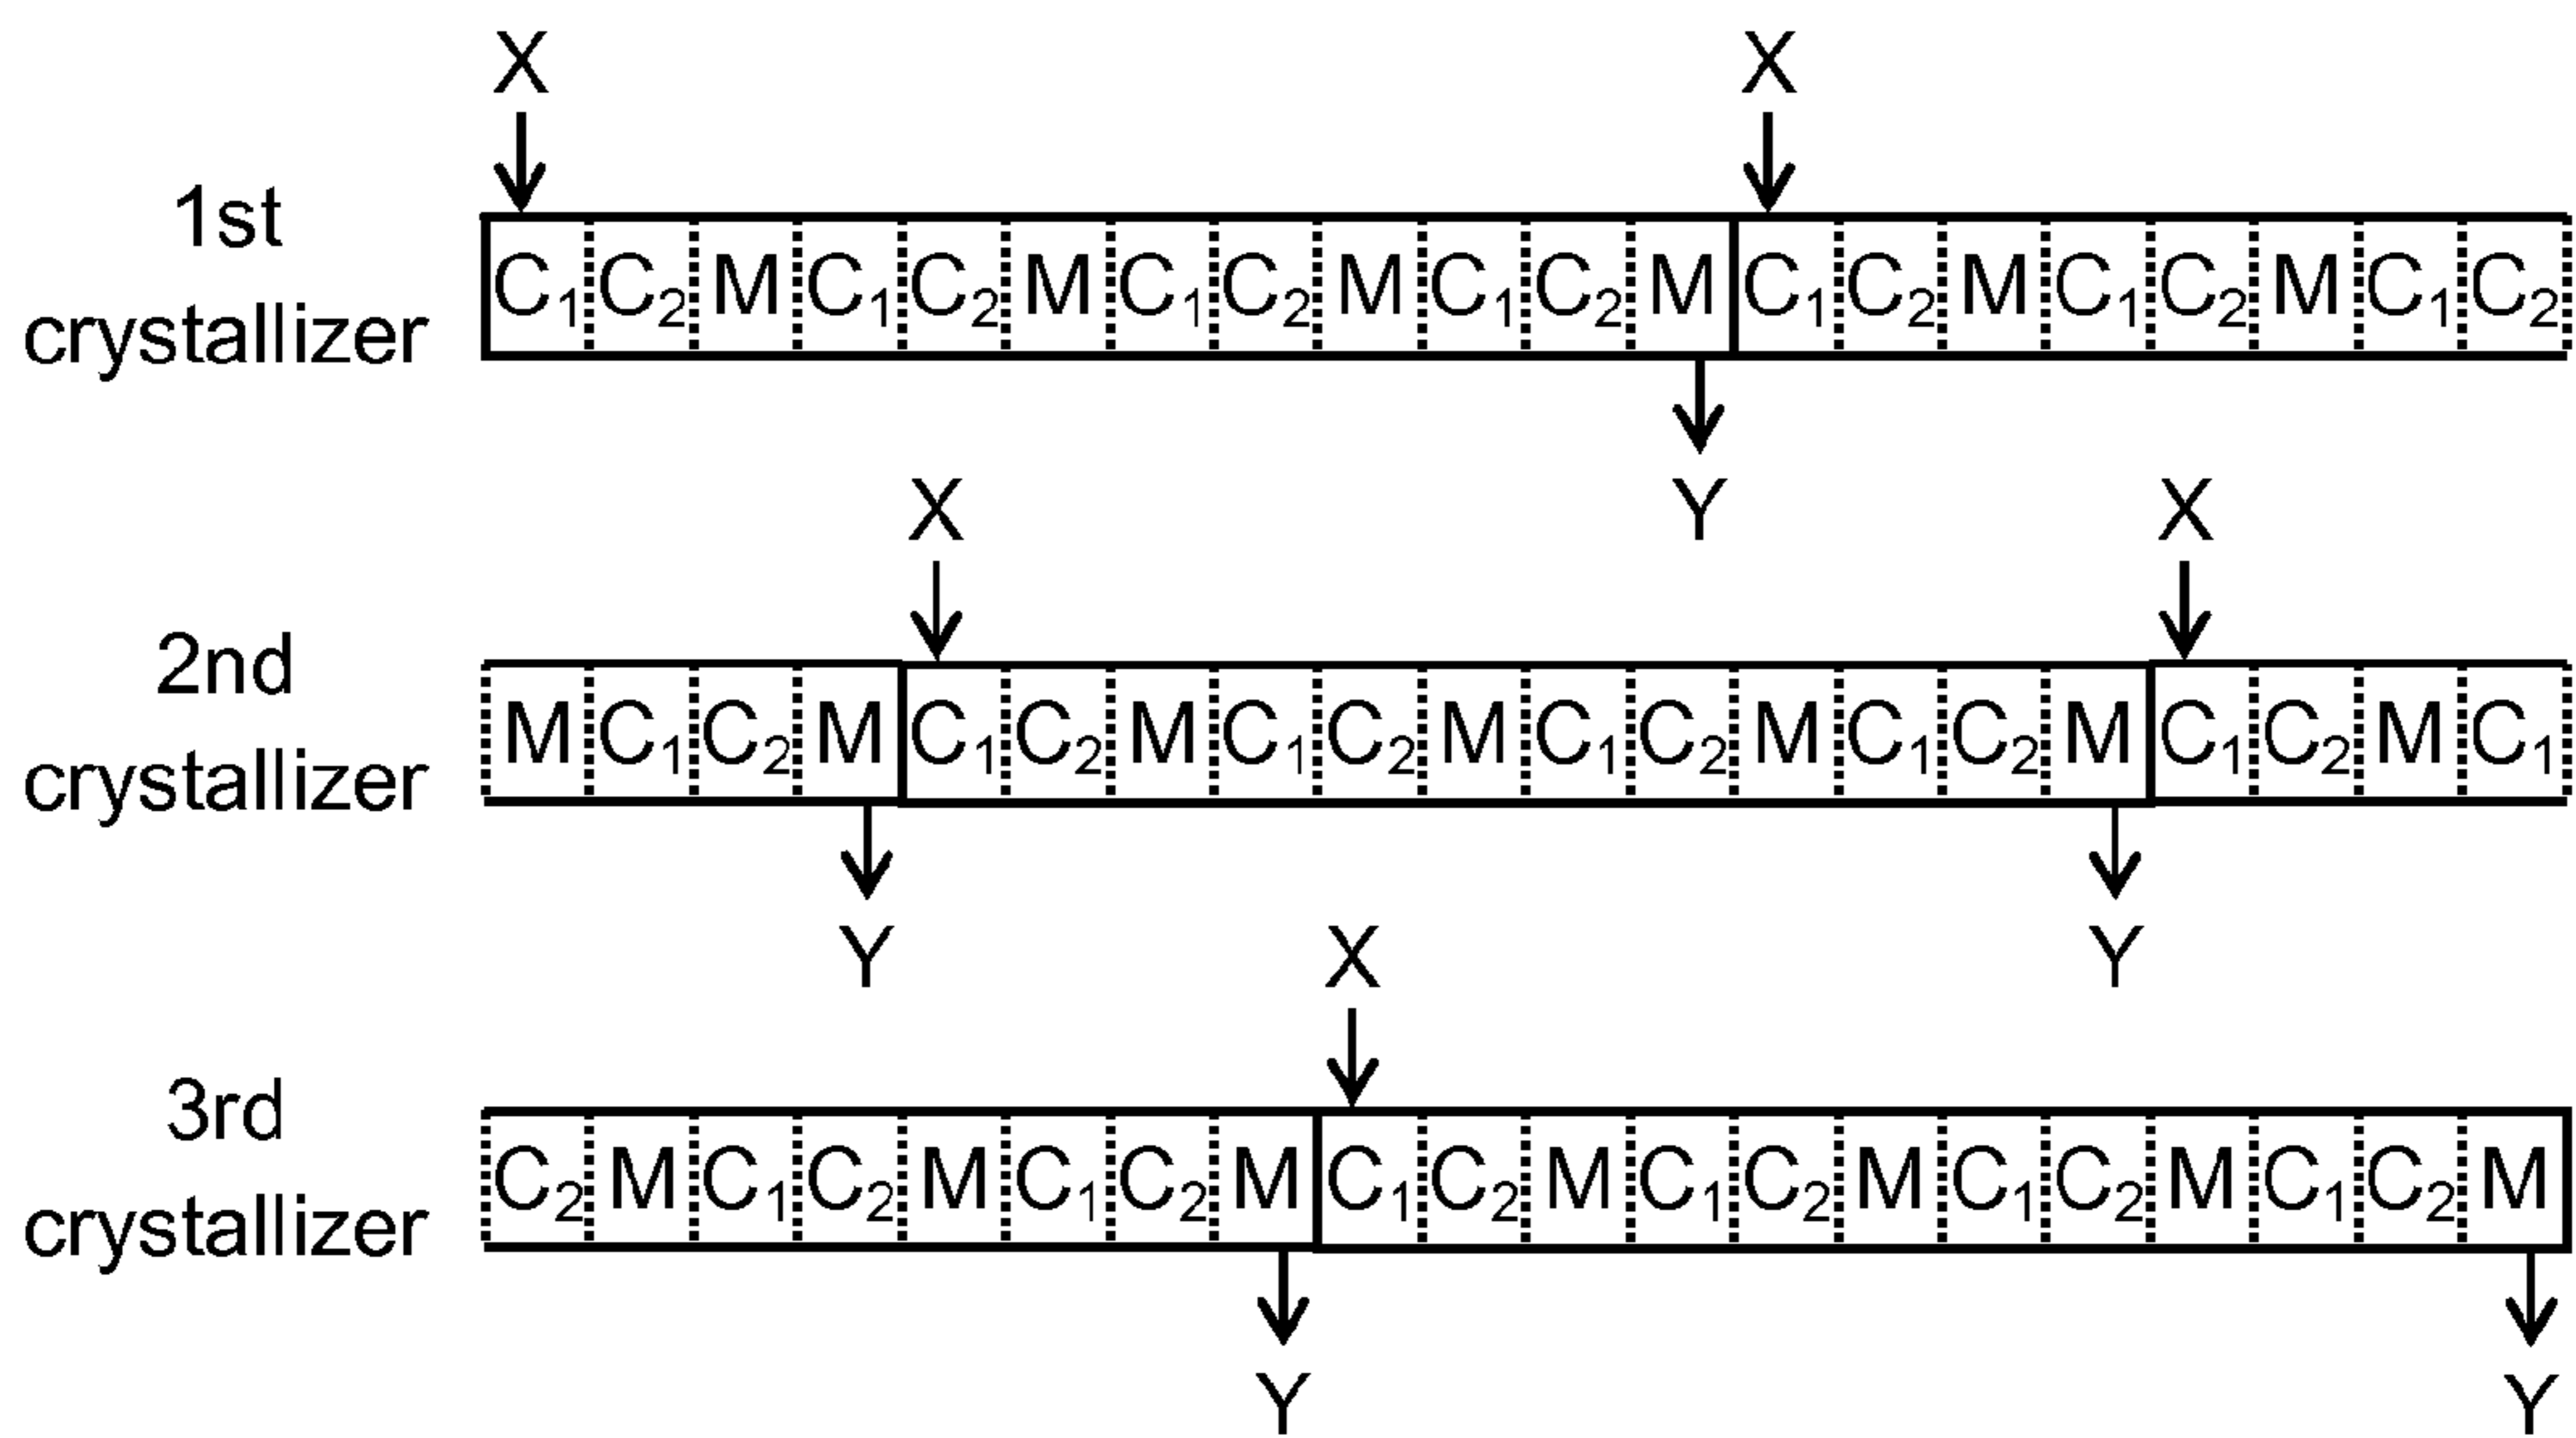 X X
1st crystallizer
C₁ C₂ M C₁ C₂ M C₁ C₂ M C₁ C₂ M C₁ C₂ M C₁ C₂ M C₁ C₂
Y
X X
2nd crystallizer
M C₁ C₂ M C₁ C₂ M C₁ C₂ M C₁ C₂ M C₁ C₂ M C₁ C₂ M C₁
Y Y
X
3rd crystallizer
C₂ M C₁ C₂ M C₁ C₂ M C₁ C₂ M C₁ C₂ M C₁ C₂ M C₁ C₂ M
Y Y